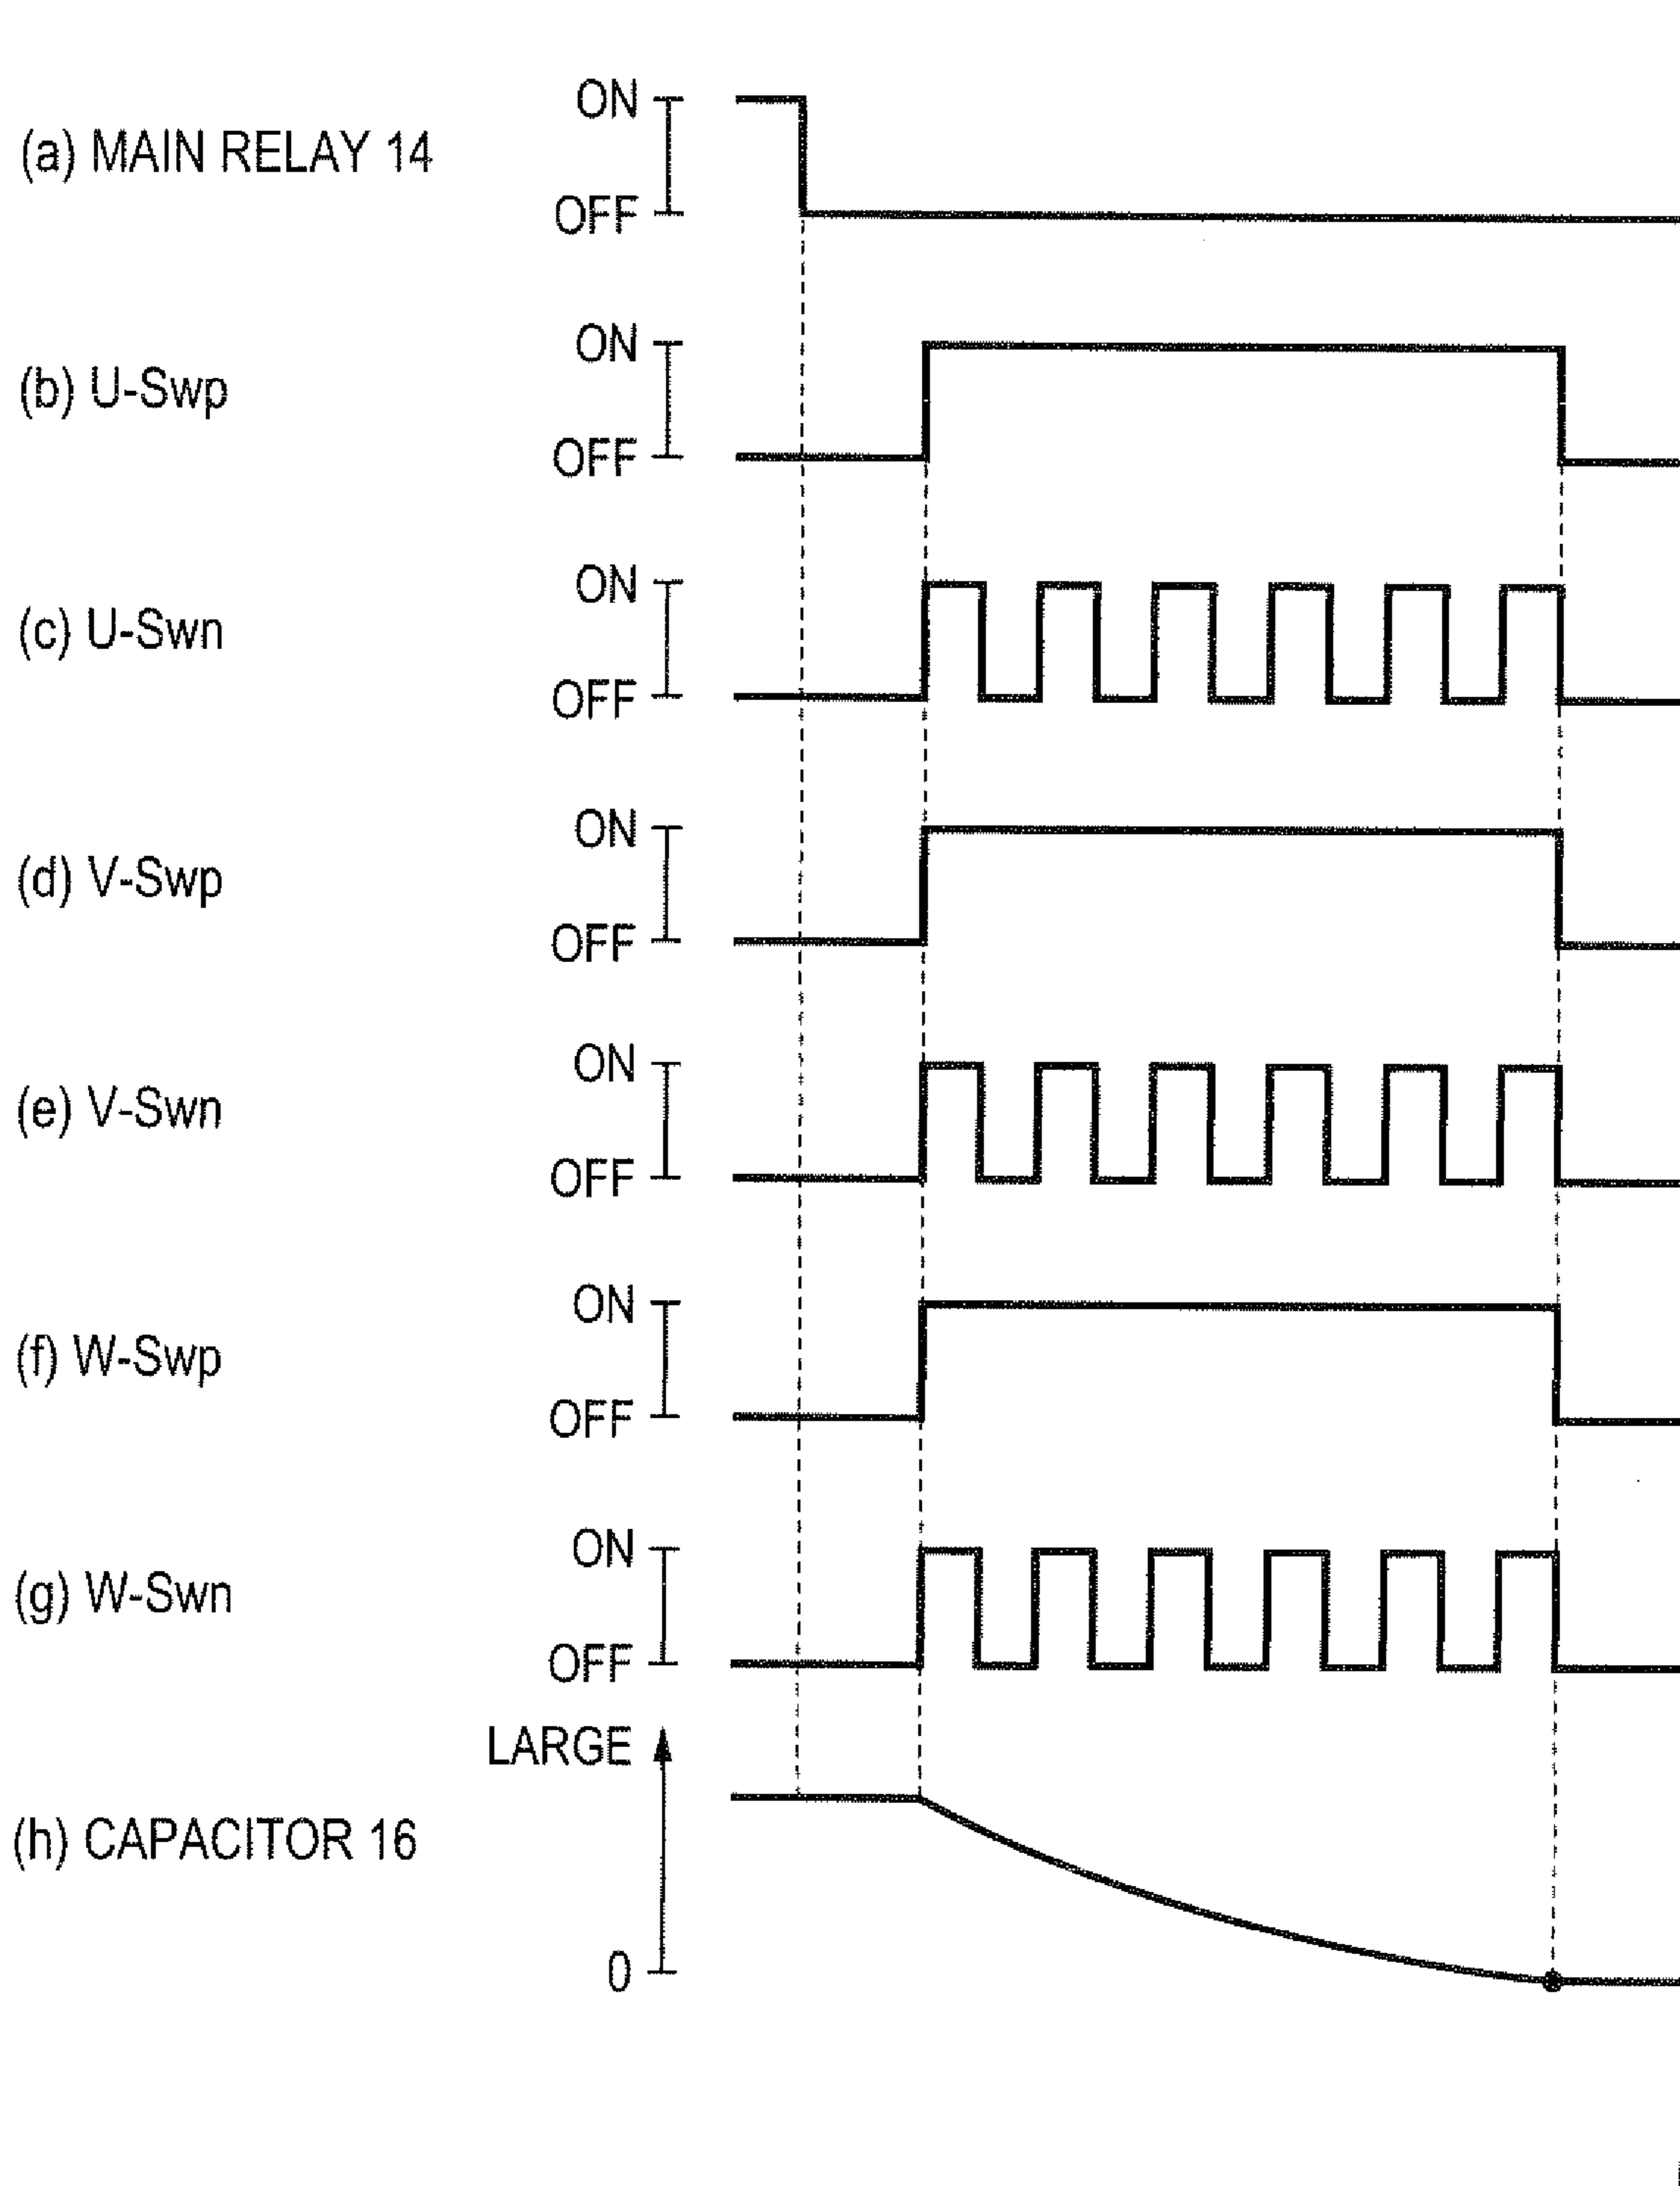 ON
(a) MAIN RELAY 14
OFF
ON
(b) U-Swp
OFF
ON
(c) U-Swn
OFF
ON
(d) V-Swp
OFF
ON
(e) V-Swn
OFF
ON
(f) W-Swp
OFF
ON
(g) W-Swn
OFF
LARGE
(h) CAPACITOR 16
0